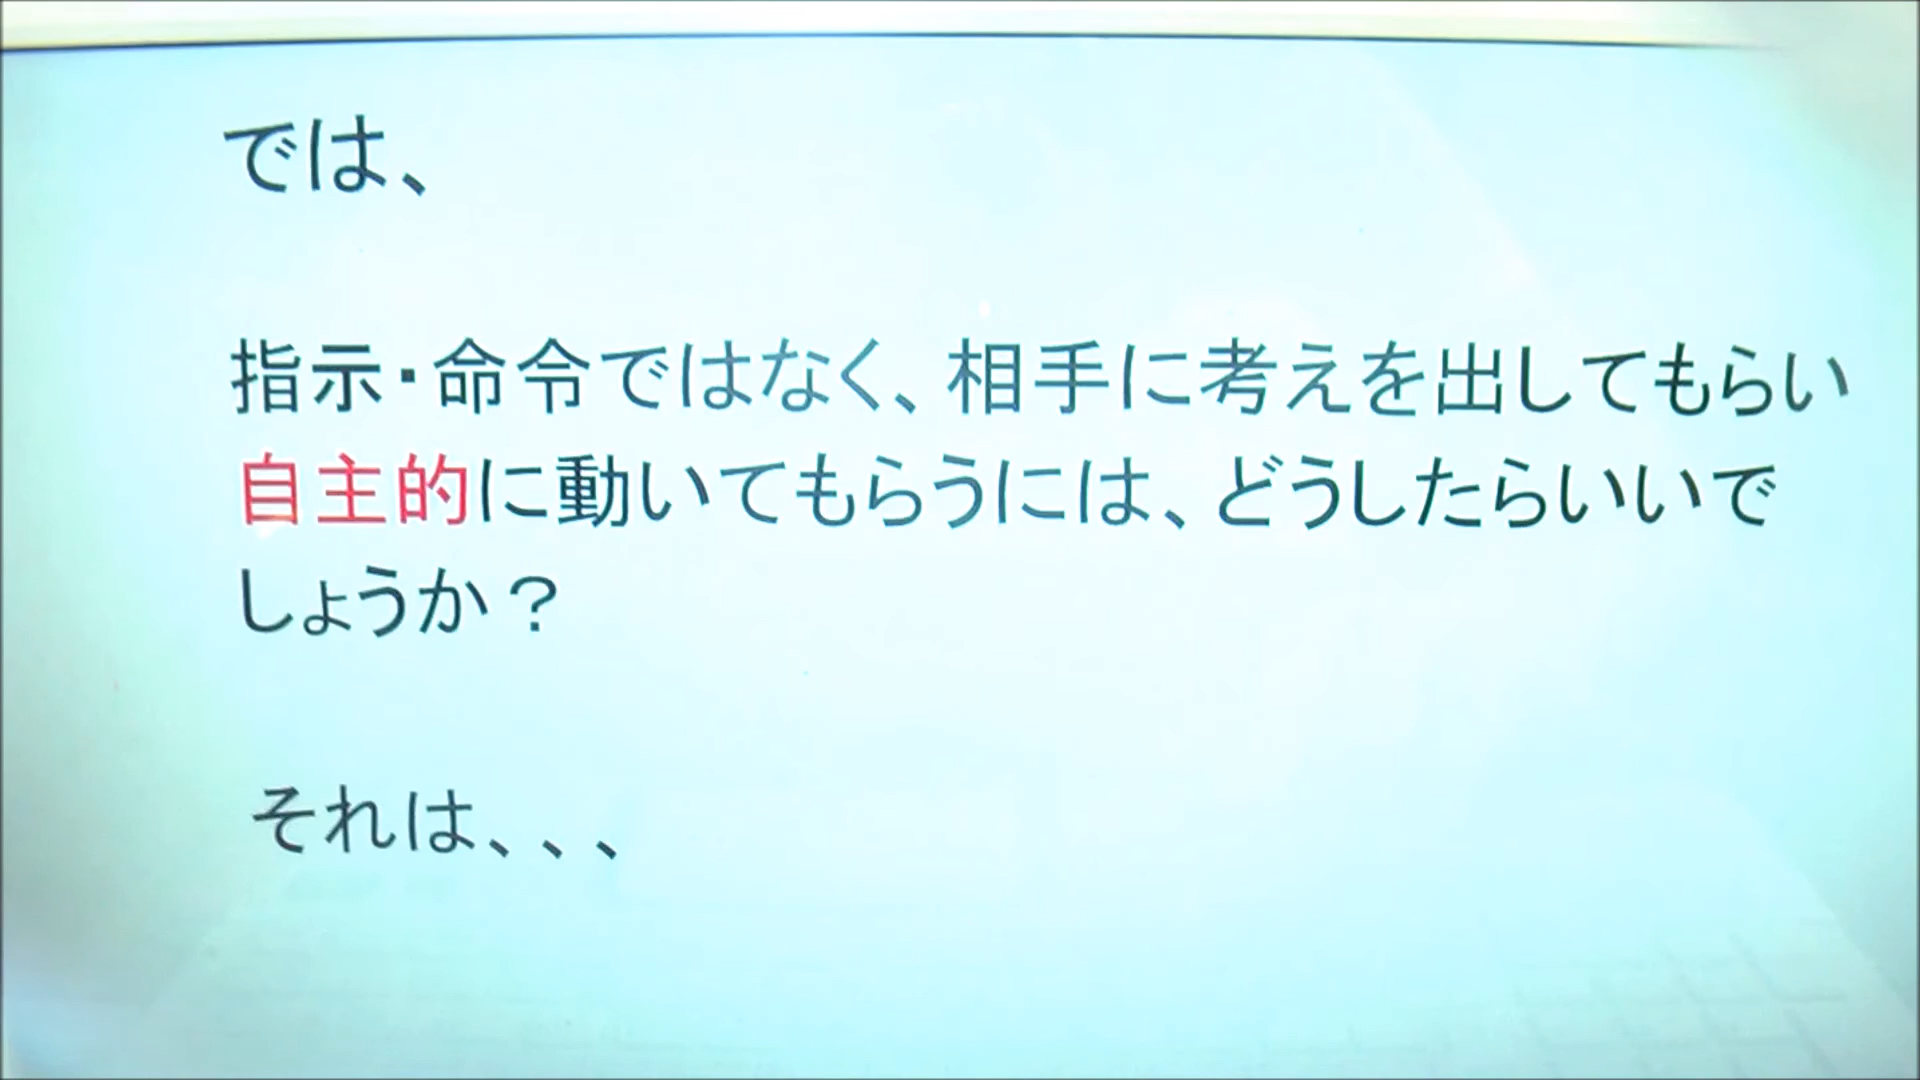 では、
指示・命令ではなく、相手に考えを出してもらい
自主的に動いてもらうには、どうしたらいいで
しょうか？
それは、、、